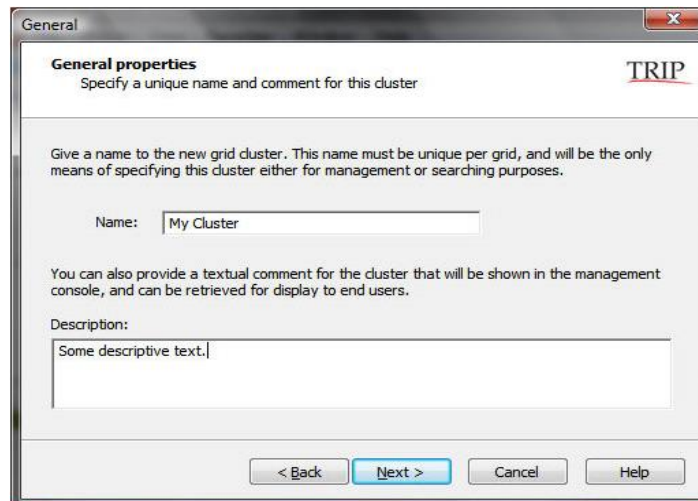 General
General properties
Specify a unique name and comment for this cluster
TRIP
Give a name to the new grid cluster. This name must be unique per grid, and will be the only
means of specifying this cluster either for management or searching purposes.
Name: My Cluster
You can also provide a textual comment for the cluster that will be shown in the management
console, and can be retrieved for display to end users.
Description:
Some descriptive text.
< Back Next > Cancel Help